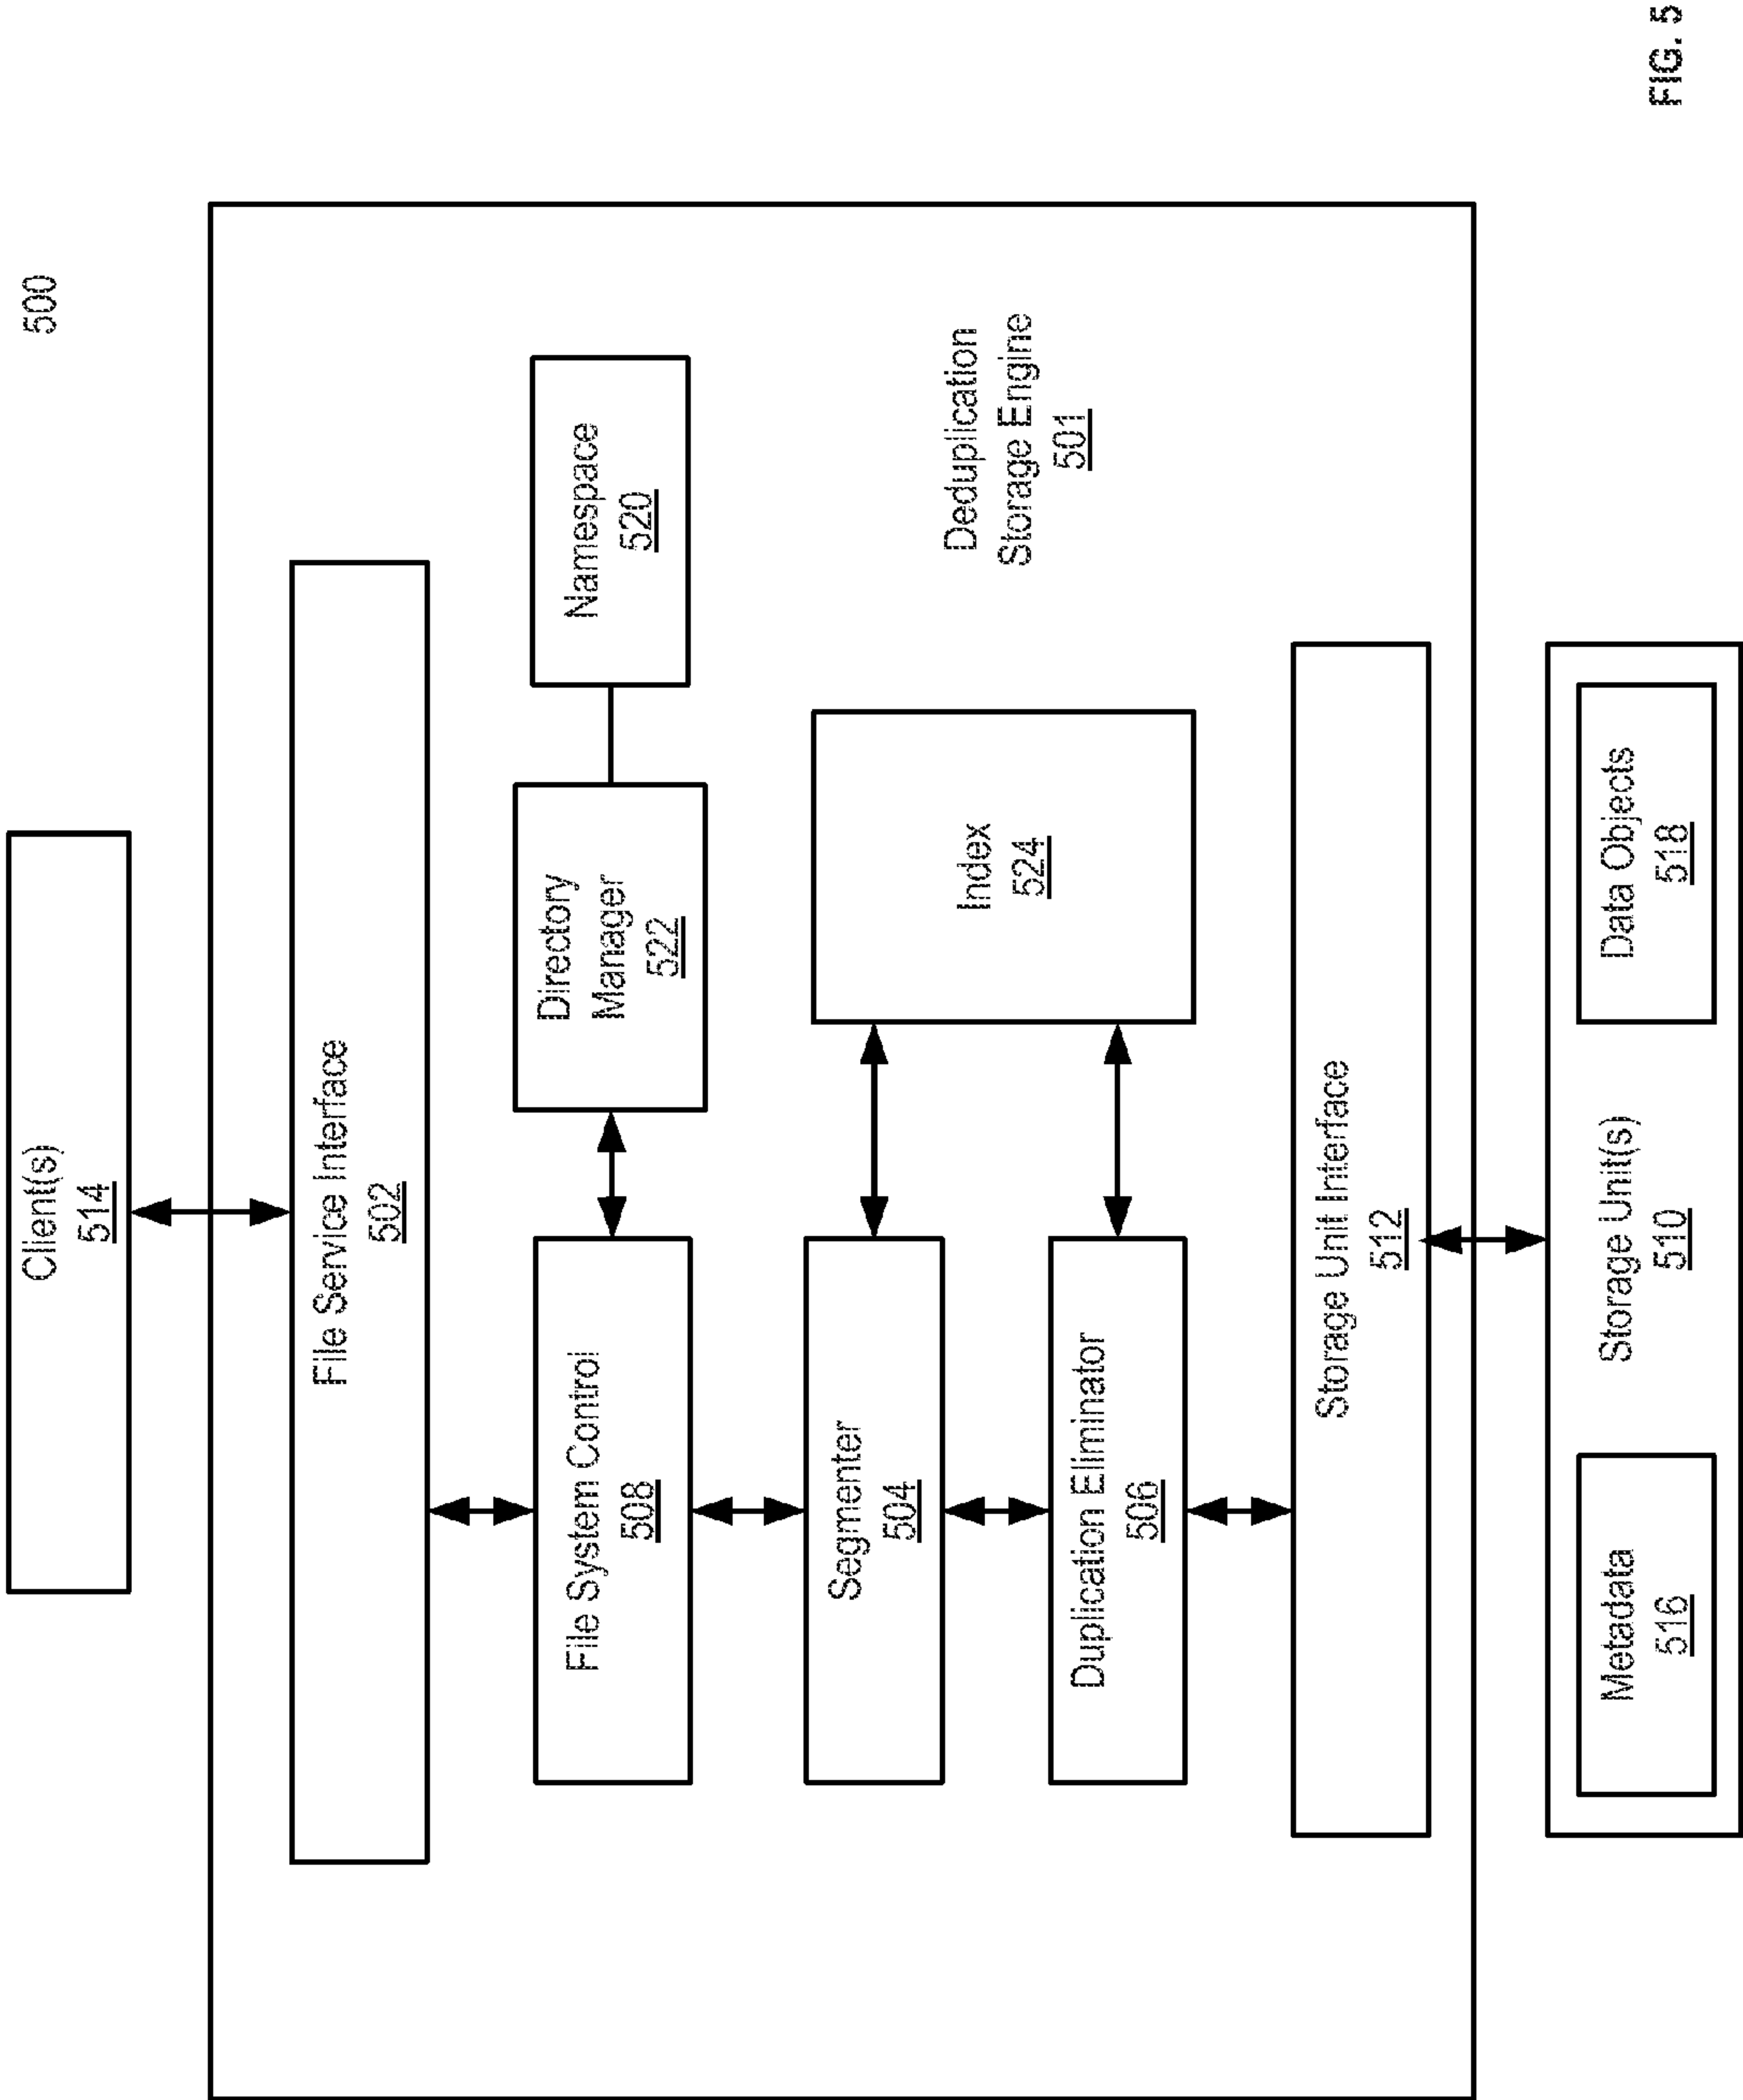 500
Client(s)
514
File Service Interface
502
File System Control
508
Directory
Manager
522
Namespace
520
Segmenter
504
Index
524
Duplication Eliminator
506
Deduplication
Storage Engine
501
Storage Unit Interface
512
Metadata
516
Storage Unit(s)
510
Data Objects
518
FIG. 5